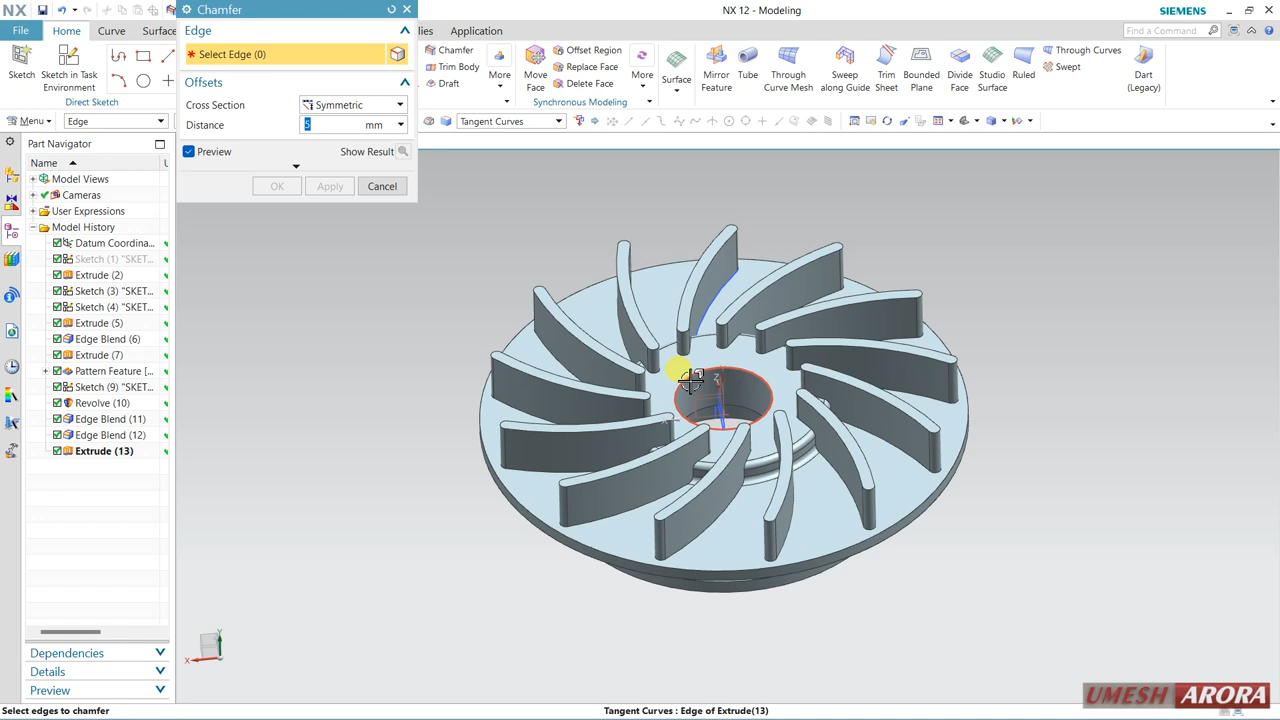 NX
Chamfer
NX 12 - Modeling
SIEMENS
File
Home
Curve
Surface
Edge
Application
Find a Command
Select Edge (0)
Offsets
Cross Section
Symmetric
Distance
mm
Preview
Show Result
OK
Apply
Cancel
Sketch
Sketch in Task
Environment
Direct Sketch
Chamfer
Trim Body
Draft
More
Move
Face
Offset Region
Replace Face
Delete Face
More
Synchronous Modeling
Surface
Mirror
Feature
Tube
Through
Curve Mesh
Sweep
along Guide
Trim
Sheet
Bounded
Plane
Divide
Face
Studio
Surface
Ruled
Through Curves
Swept
Dart
(Legacy)
Menu
Edge
Tangent Curves
Part Navigator
Name
Model Views
Cameras
User Expressions
Model History
Datum Coordina...
Sketch (1) "SKET...
Extrude (2)
Sketch (3) "SKET...
Sketch (4) "SKET...
Extrude (5)
Edge Blend (6)
Extrude (7)
Pattern Feature [...
Sketch (9) "SKET...
Revolve (10)
Edge Blend (11)
Edge Blend (12)
Extrude (13)
Z
Y
X
Dependencies
Details
Preview
Select edges to chamfer
Tangent Curves : Edge of Extrude(13)
UMESH ARORA